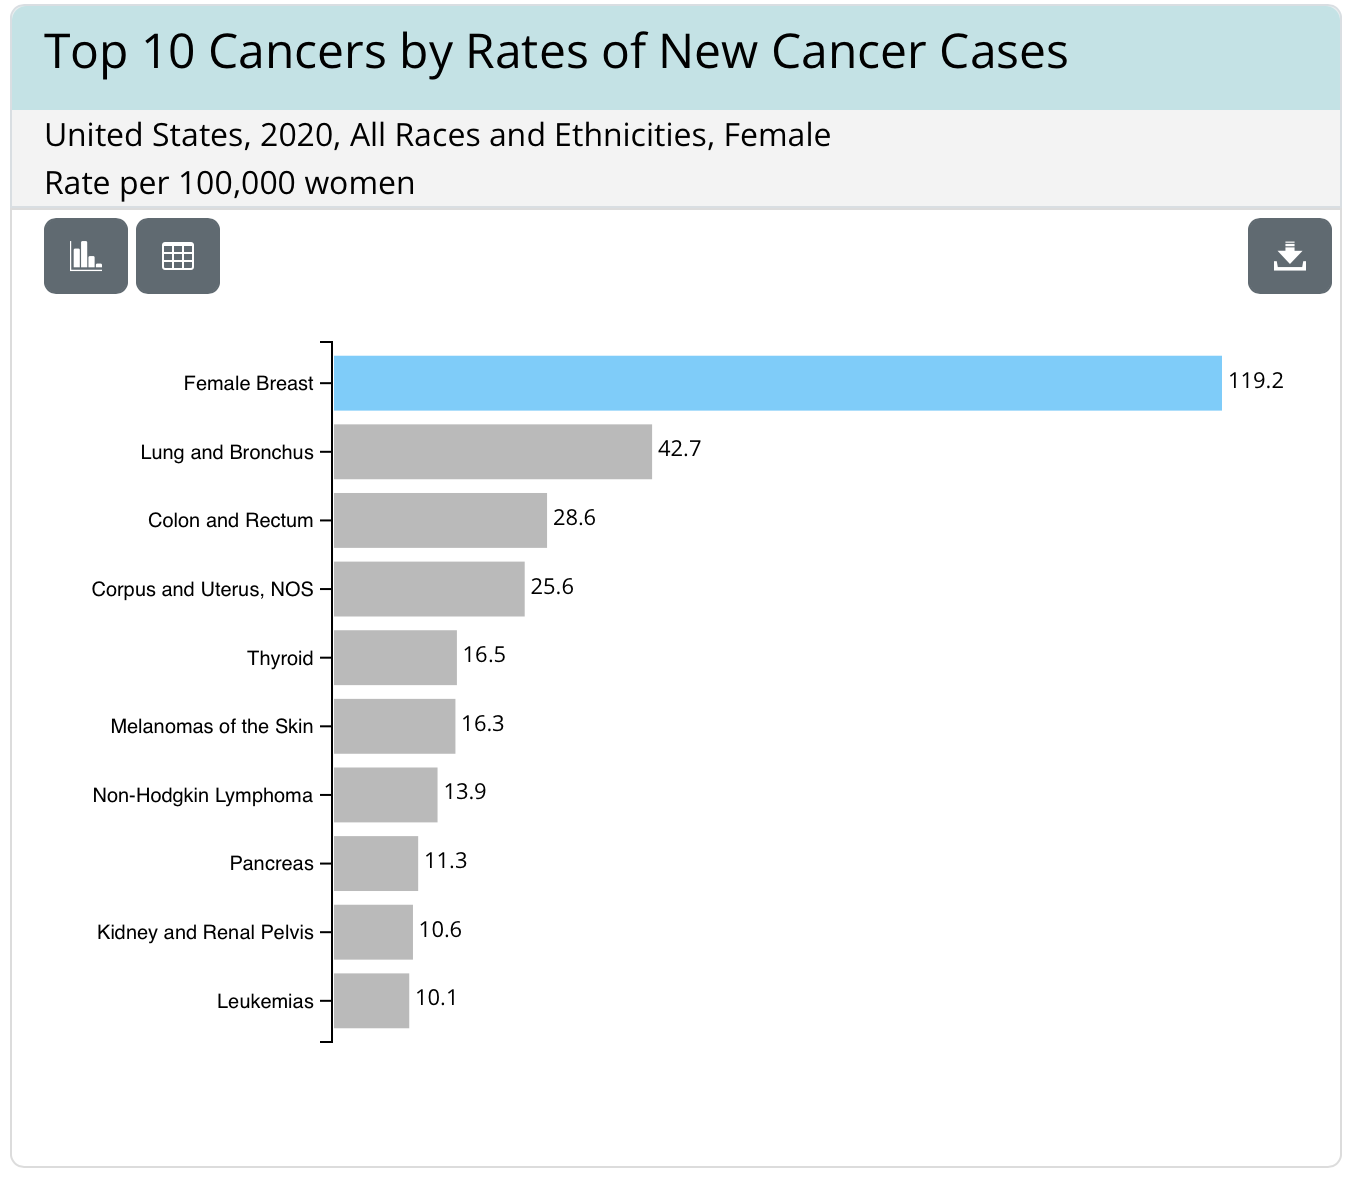 Top 10 Cancers by Rates of New Cancer Cases
United States, 2020, All Races and Ethnicities, Female
Rate per 100,000 women
Female Breast 119.2
Lung and Bronchus 42.7
Colon and Rectum 28.6
Corpus and Uterus, NOS 25.6
Thyroid 16.5
Melanomas of the Skin 16.3
Non-Hodgkin Lymphoma 13.9
Pancreas 11.3
Kidney and Renal Pelvis 10.6
Leukemias 10.1